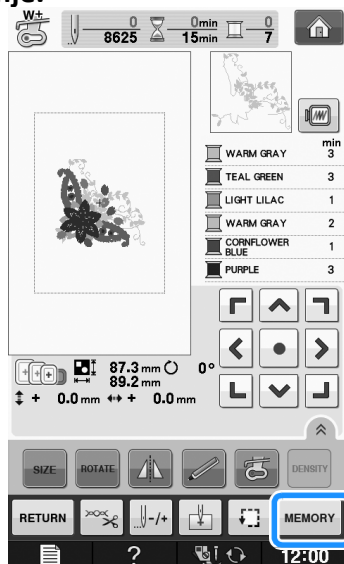 ije.
W+
0 0min 0
8625 15min 7
min
WARM GRAY 3
TEAL GREEN 3
LIGHT LILAC 1
WARM GRAY 2
CORNFLOWER
BLUE 1
PURPLE 3
87.3 mm 0°
89.2 mm
+ 0.0 mm + 0.0 mm
SIZE ROTATE DENSITY
RETURN -/+ MEMORY
? 12:00